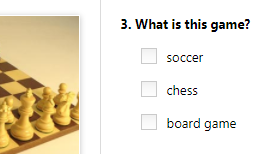 3. What is this game?
soccer
chess
board game